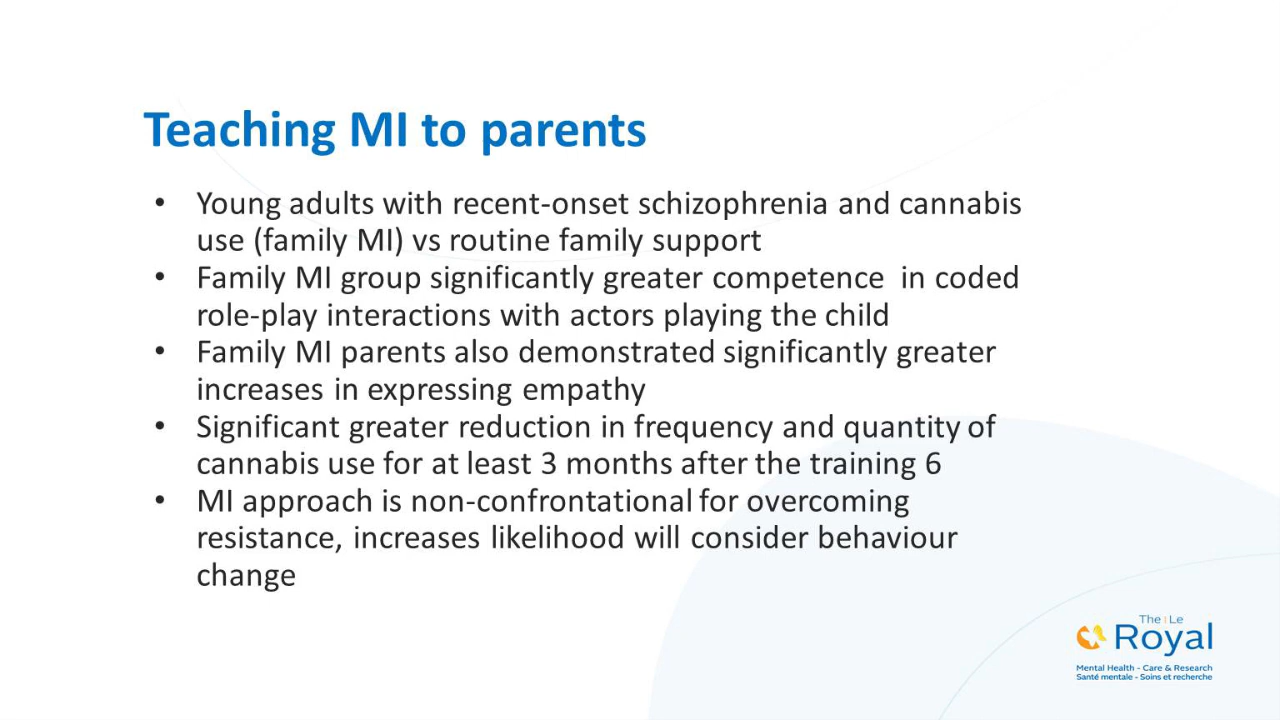 Teaching MI to parents
• Young adults with recent-onset schizophrenia and cannabis
use (family MI) vs routine family support
• Family MI group significantly greater competence  in coded
role-play interactions with actors playing the child
• Family MI parents also demonstrated significantly greater
increases in expressing empathy
• Significant greater reduction in frequency and quantity of
cannabis use for at least 3 months after the training 6
• MI approach is non-confrontational for overcoming
resistance, increases likelihood will consider behaviour
change
The | Le
Royal
Mental Health - Care & Research
Santé mentale - Soins et recherche